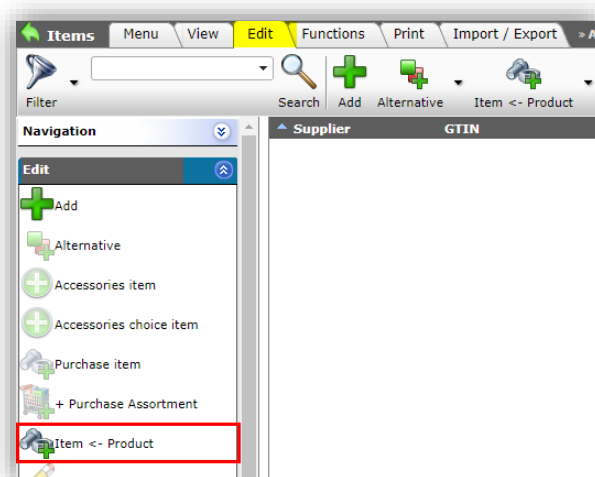 Items Menu View Edit Functions Print Import / Export »
Filter Search Add Alternative Item <- Product
Navigation
Supplier GTIN
Edit
Add
Alternative
Accessories item
Accessories choice item
Purchase item
+ Purchase Assortment
Item <- Product